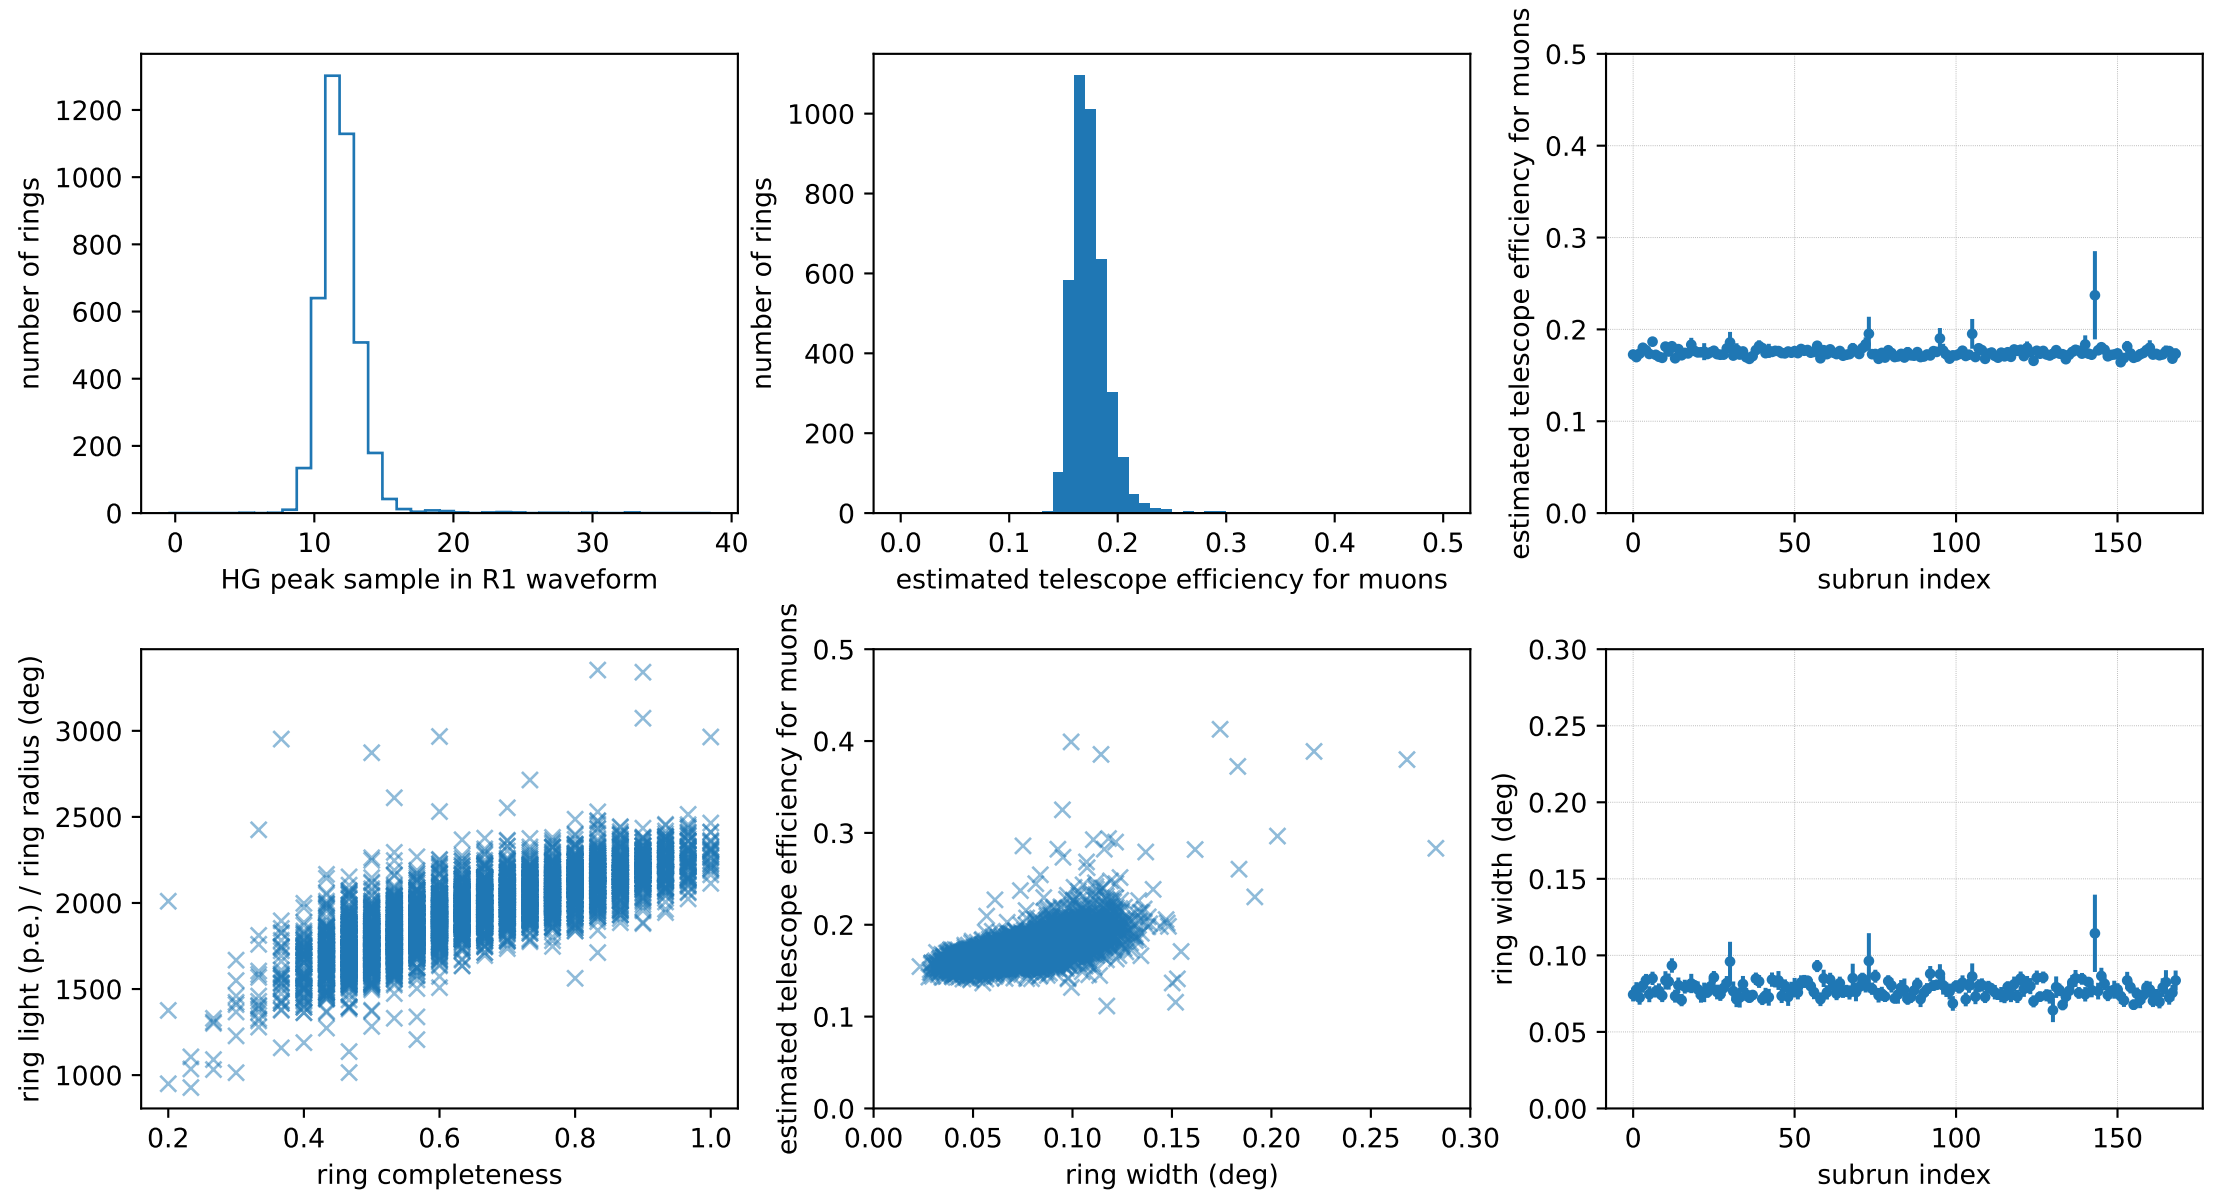 number of rings
1200
1000
800
600
400
200
0
0 10 20 30 40
HG peak sample in R1 waveform
number of rings
1000
800
600
400
200
0
0.0 0.1 0.2 0.3 0.4 0.5
estimated telescope efficiency for muons
estimated telescope efficiency for muons
0.5
0.4
0.3
0.2
0.1
0.0
0 50 100 150
subrun index
ring light (p.e.) / ring radius (deg)
3000
2500
2000
1500
1000
0.2 0.4 0.6 0.8 1.0
ring completeness
estimated telescope efficiency for muons
0.5
0.4
0.3
0.2
0.1
0.0
0.00 0.05 0.10 0.15 0.20 0.25 0.30
ring width (deg)
ring width (deg)
0.30
0.25
0.20
0.15
0.10
0.05
0.00
0 50 100 150
subrun index